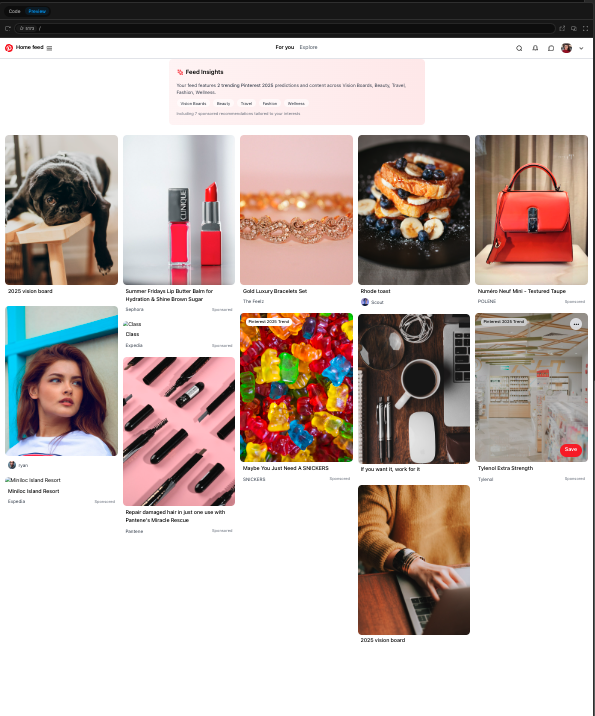 Code Preview
/
Home feed
For you Explore
Feed Insights
Your feed features 2 trending Pinterest 2025 predictions and content across Vision Boards, Beauty, Travel,
Fashion, Wellness.
Vision Boards Beauty Travel Fashion Wellness
Including 7 sponsored recommendations tailored to your interests
2025 vision board
ryan
Miniloc Island Resort
Miniloc Island Resort
Expedia Sponsored
CLINIQUE
Summer Fridays Lip Butter Balm for
Hydration & Shine Brown Sugar
Sephora Sponsored
Class
Class
Expedia Sponsored
Repair damaged hair in just one use with
Pantene's Miracle Rescue
Pantene Sponsored
Gold Luxury Bracelets Set
The Feels
Pinterest 2025 Trend
Maybe You Just Need A SNICKERS
SNICKERS Sponsored
Rhode toast
Scout
If you want it, work for it
2025 vision board
Numéro Neuf Mini - Textured Taupe
POLENE Sponsored
Pinterest 2025 Trend
Save
Tylenol Extra Strength
Tylenol Sponsored